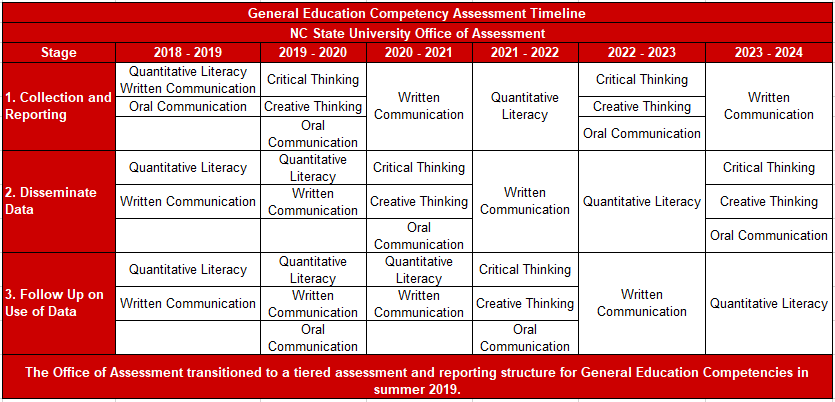 General Education Competency Assessment Timeline
NC State University Office of Assessment
Stage 2018 - 2019 2019 - 2020 2020 - 2021 2021 - 2022 2022 - 2023 2023 - 2024
1. Collection and
Reporting
Quantitative Literacy
Written Communication
Oral Communication
Critical Thinking
Creative Thinking
Oral
Communication
Written
Communication
Quantitative
Literacy
Critical Thinking
Creative Thinking
Oral Communication
Written
Communication
2. Disseminate
Data
Quantitative Literacy
Written Communication
Quantitative
Literacy
Written
Communication
Critical Thinking
Creative Thinking
Oral
Communication
Written
Communication
Quantitative Literacy
Critical Thinking
Creative Thinking
Oral Communication
3. Follow Up on
Use of Data
Quantitative Literacy
Written Communication
Quantitative
Literacy
Written
Communication
Oral
Communication
Quantitative
Literacy
Written
Communication
Critical Thinking
Creative Thinking
Oral
Communication
Written
Communication
Quantitative Literacy
The Office of Assessment transitioned to a tiered assessment and reporting structure for General Education Competencies in
summer 2019.